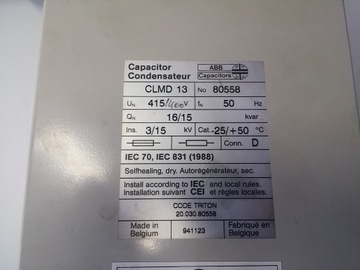 Capacitor
Condensateur
ABB
Capacitors
CLMD 13 No 80558
UN 415/400V fN 50 Hz
QN 16/15 kvar
Ins. 3/15 kV Cat.-25/+50 °C
Conn. D
IEC 70, IEC 831 (1988)
Selfhealing, dry. Autorégénérateur, sec.
Install according to IEC and local rules.
Installation suivant CEI et règles locales.
CODE TRITON
20.030.80558
Made in Belgium 941123 Fabriqué en Belgique